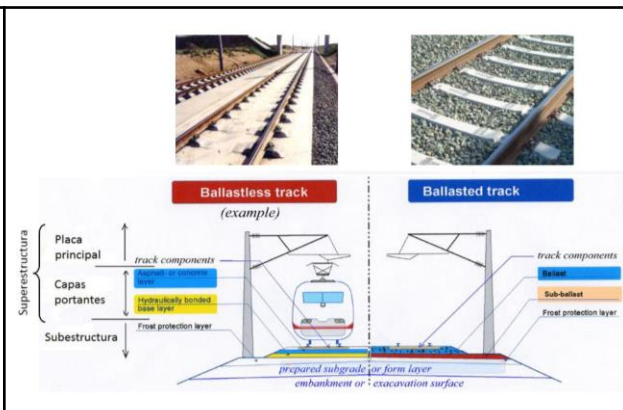 Ballastless track
(example)
Ballasted track
Superestructura
Placa
principal
Capas
portantes
Subestructura
track components
Asphalt- or concrete
layer
Hydraulically bonded
base layer
Frost protection layer
track components
Ballast
Sub-ballast
Frost protection layer
prepared subgrade or form layer
embankment or exacavation surface